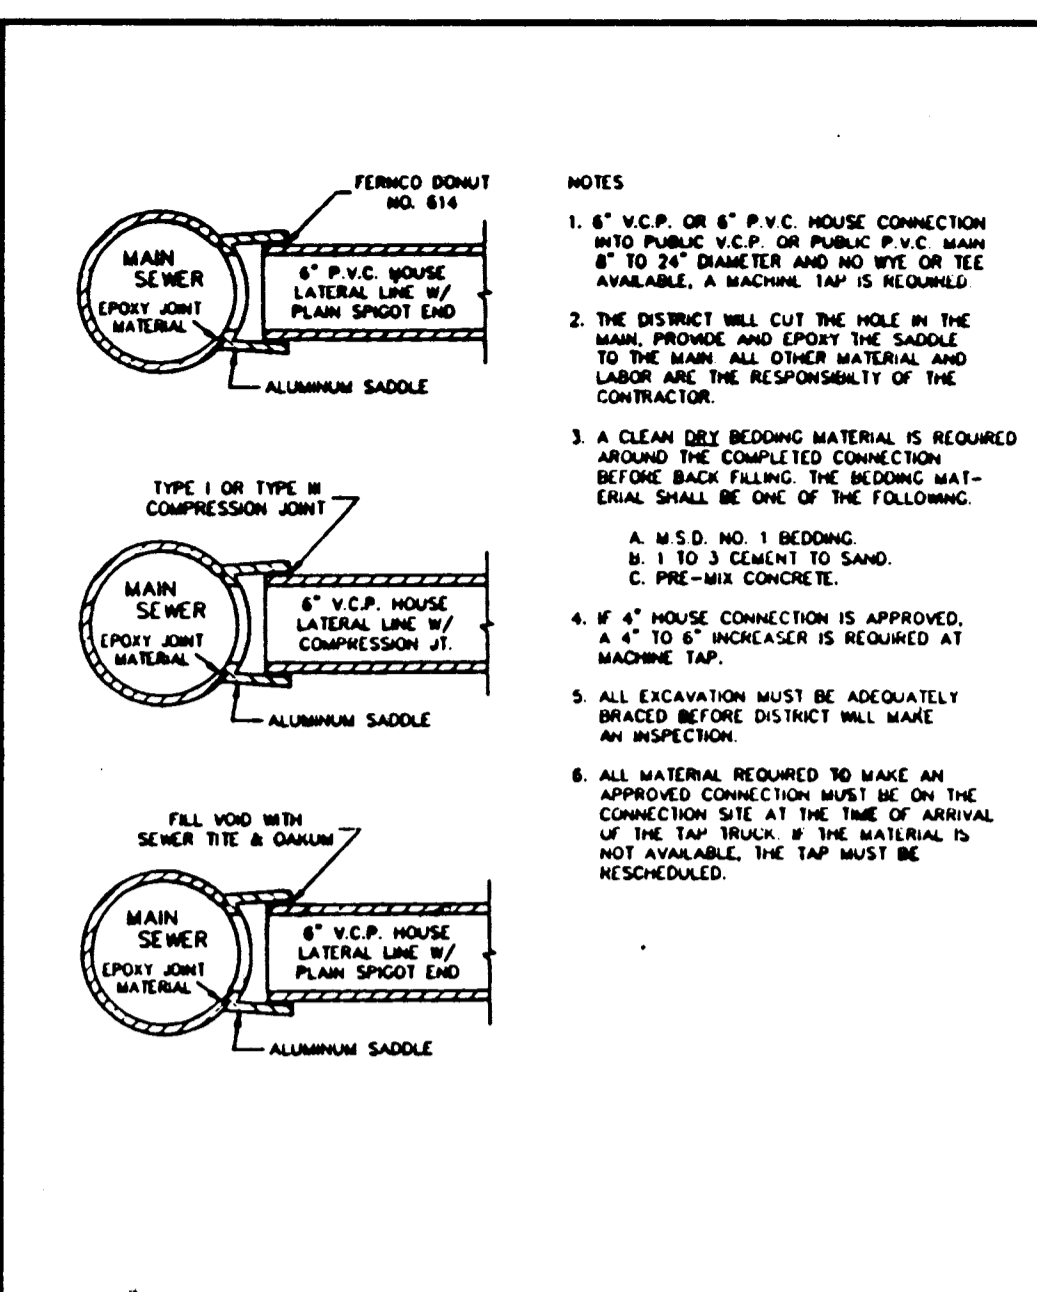 FERNCO DONUT
NO. 614
MAIN
SEWER
EPOXY JOINT
MATERIAL
6" P.V.C. HOUSE
LATERAL LINE W/
PLAIN SPIGOT END
ALUMINUM SADDLE
TYPE I OR TYPE III
COMPRESSION JOINT
MAIN
SEWER
EPOXY JOINT
MATERIAL
6" V.C.P. HOUSE
LATERAL LINE W/
COMPRESSION JT.
ALUMINUM SADDLE
FILL VOID WITH
SEWER TITE & OAKUM
MAIN
SEWER
EPOXY JOINT
MATERIAL
6" V.C.P. HOUSE
LATERAL LINE W/
PLAIN SPIGOT END
ALUMINUM SADDLE
NOTES
1. 6" V.C.P. OR 6" P.V.C. HOUSE CONNECTION
INTO PUBLIC V.C.P. OR PUBLIC P.V.C. MAIN
8" TO 24" DIAMETER AND NO WYE OR TEE
AVAILABLE, A MACHINE TAP IS REQUIRED.
2. THE DISTRICT WILL CUT THE HOLE IN THE
MAIN, PROVIDE AND EPOXY THE SADDLE
TO THE MAIN. ALL OTHER MATERIAL AND
LABOR ARE THE RESPONSIBILTY OF THE
CONTRACTOR.
3. A CLEAN DRY BEDDING MATERIAL IS REQUIRED
AROUND THE COMPLETED CONNECTION
BEFORE BACK FILLING. THE BEDDING MAT-
ERIAL SHALL BE ONE OF THE FOLLOWING.
A. M.S.D. NO. 1 BEDDING.
B. 1 TO 3 CEMENT TO SAND.
C. PRE-MIX CONCRETE.
4. IF 4" HOUSE CONNECTION IS APPROVED,
A 4" TO 6" INCREASER IS REQUIRED AT
MACHINE TAP.
5. ALL EXCAVATION MUST BE ADEQUATELY
BRACED BEFORE DISTRICT WILL MAKE
AN INSPECTION.
6. ALL MATERIAL REQUIRED TO MAKE AN
APPROVED CONNECTION MUST BE ON THE
CONNECTION SITE AT THE TIME OF ARRIVAL
OF THE TAP TRUCK. IF THE MATERIAL IS
NOT AVAILABLE, THE TAP MUST BE
RESCHEDULED.